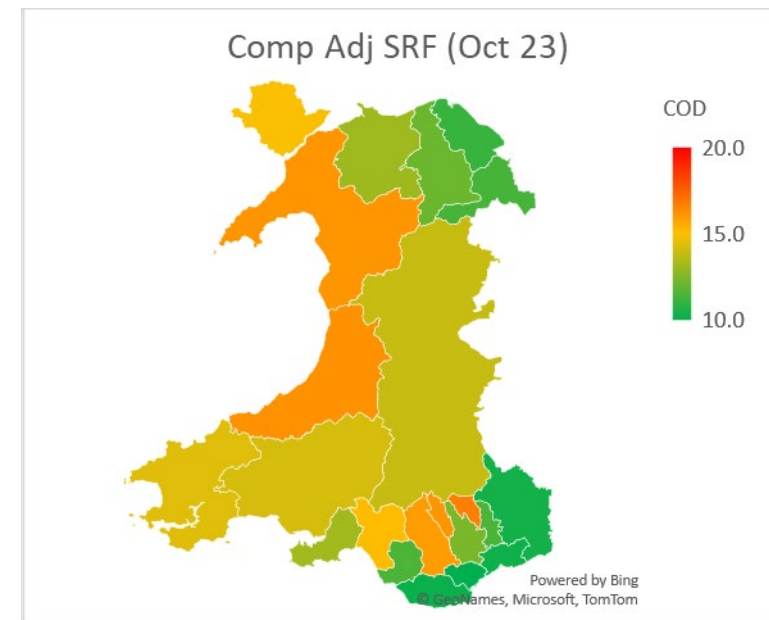 Comp Adj SRF (Oct 23)
COD
20.0
15.0
10.0
Powered by Bing
© GeoNames, Microsoft, TomTom